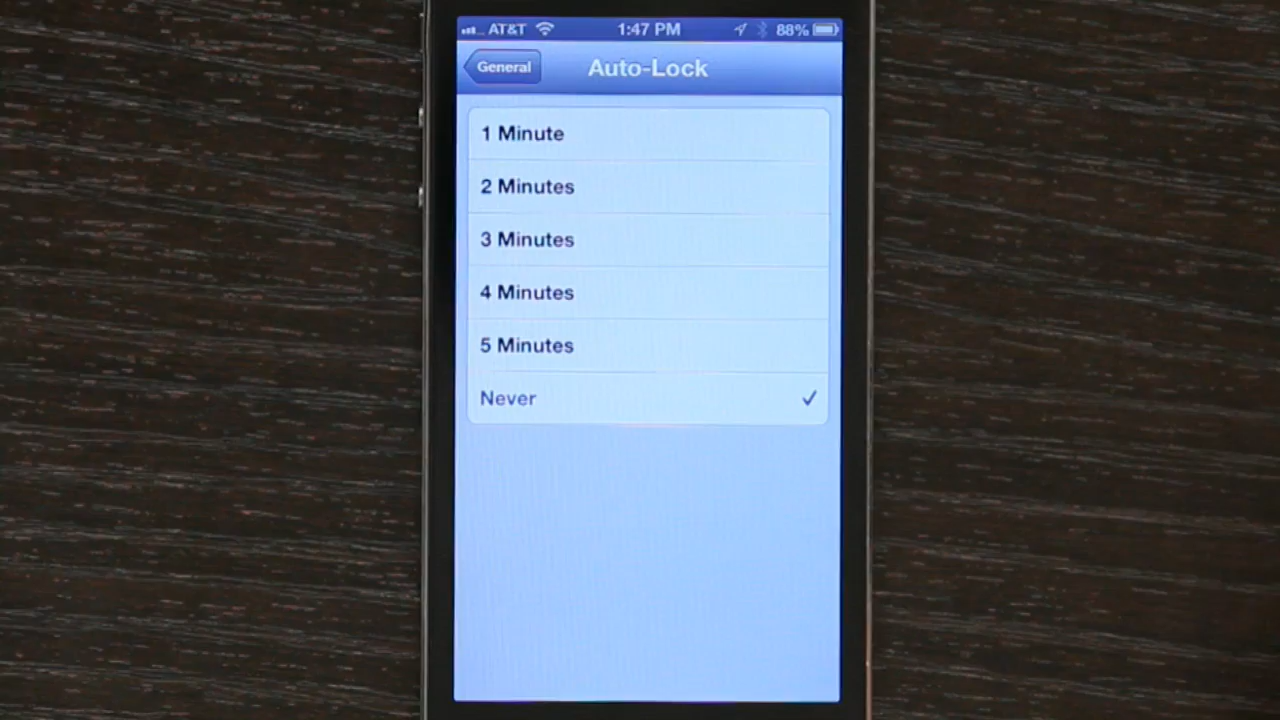 AT&T 1:47 PM 88%
General Auto-Lock
1 Minute
2 Minutes
3 Minutes
4 Minutes
5 Minutes
Never